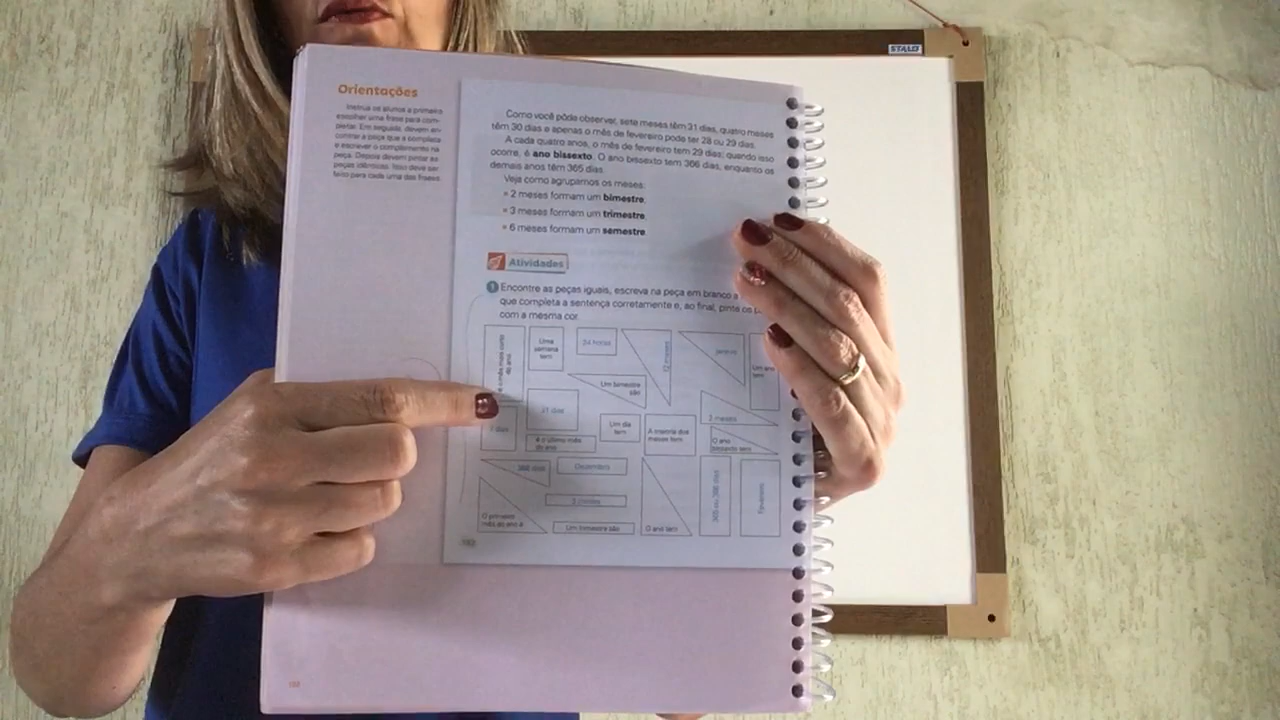 STALO
Orientações
Instrua os alunos a primeiro
escolher uma frase para com-
pletar. Em seguida, devem en-
contrar a peça que a completa
e escrever o complemento na
peça. Depois devem pintar as
peças idênticas. Isso deve ser
feito para cada uma das frases.
Como você pôde observar, sete meses têm 31 dias, quatro meses
têm 30 dias e apenas o mês de fevereiro pode ter 28 ou 29 dias.
A cada quatro anos, o mês de fevereiro tem 29 dias; quando isso
ocorre, é ano bissexto. O ano bissexto tem 366 dias, enquanto os
demais anos têm 365 dias.
Veja como agrupamos os meses:
2 meses formam um bimestre.
3 meses formam um trimestre.
6 meses formam um semestre.
Atividades
1 Encontre as peças iguais, escreva na peça em branco a
que completa a sentença corretamente e, ao final, pinte os
com a mesma cor.
é o mês mais curto
do ano.
Uma
semana
tem
24 horas
12 meses
janeiro
Um ano
tem
Um bimestre
são
31 dias
2 meses
7 dias
é o último mês
do ano
Um dia
tem
A maioria dos
meses tem
O ano
bissexto tem
366 dias
Dezembro
3 meses
O primeiro
mês do ano é
Um bimestre são
O ano tem
365 ou 366 dias
Fevereiro